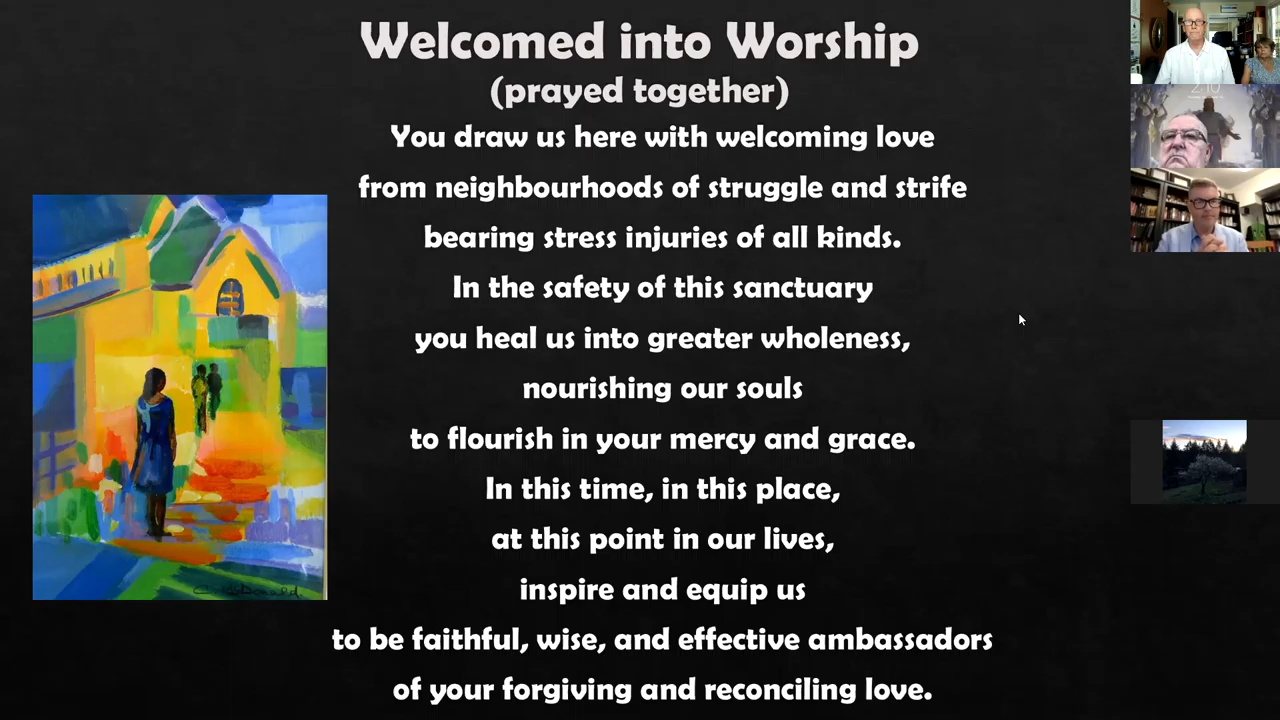 Welcomed into Worship
(prayed together)
You draw us here with welcoming love
from neighbourhoods of struggle and strife
bearing stress injuries of all kinds.
In the safety of this sanctuary
you heal us into greater wholeness,
nourishing our souls
to flourish in your mercy and grace.
In this time, in this place,
at this point in our lives,
inspire and equip us
to be faithful, wise, and effective ambassadors
of your forgiving and reconciling love.
2:10